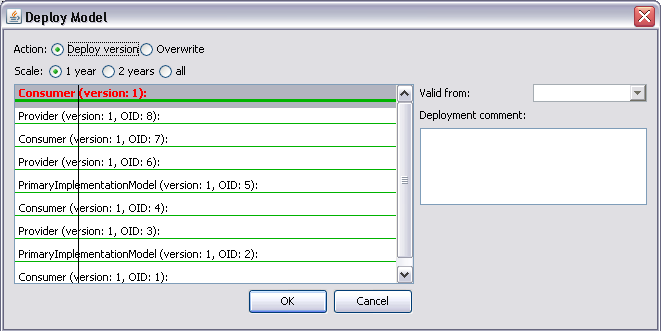 Deploy Model
Action: Deploy version Overwrite
Scale: 1 year 2 years all
Consumer (version: 1):
Provider (version: 1, OID: 8):
Consumer (version: 1, OID: 7):
Provider (version: 1, OID: 6):
PrimaryImplementationModel (version: 1, OID: 5):
Consumer (version: 1, OID: 4):
Provider (version: 1, OID: 3):
PrimaryImplementationModel (version: 1, OID: 2):
Consumer (version: 1, OID: 1):
Valid from:
Deployment comment:
OK Cancel